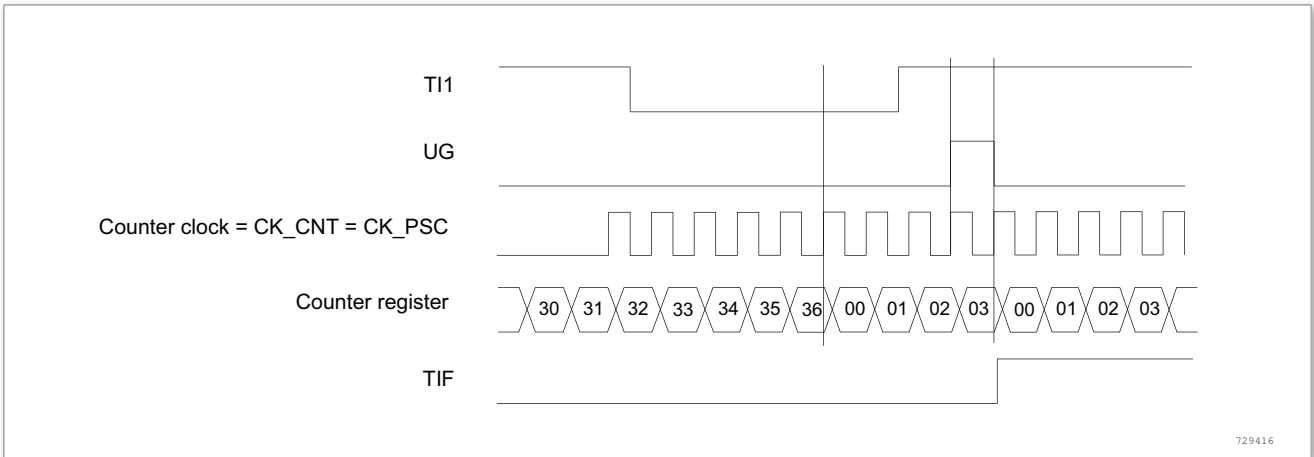 TI1
UG
Counter clock = CK_CNT = CK_PSC
Counter register 30 31 32 33 34 35 36 00 01 02 03 00 01 02 03
TIF
729416